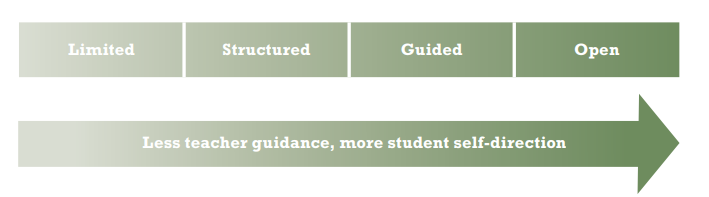 Limited Structured Guided Open
Less teacher guidance, more student self-direction